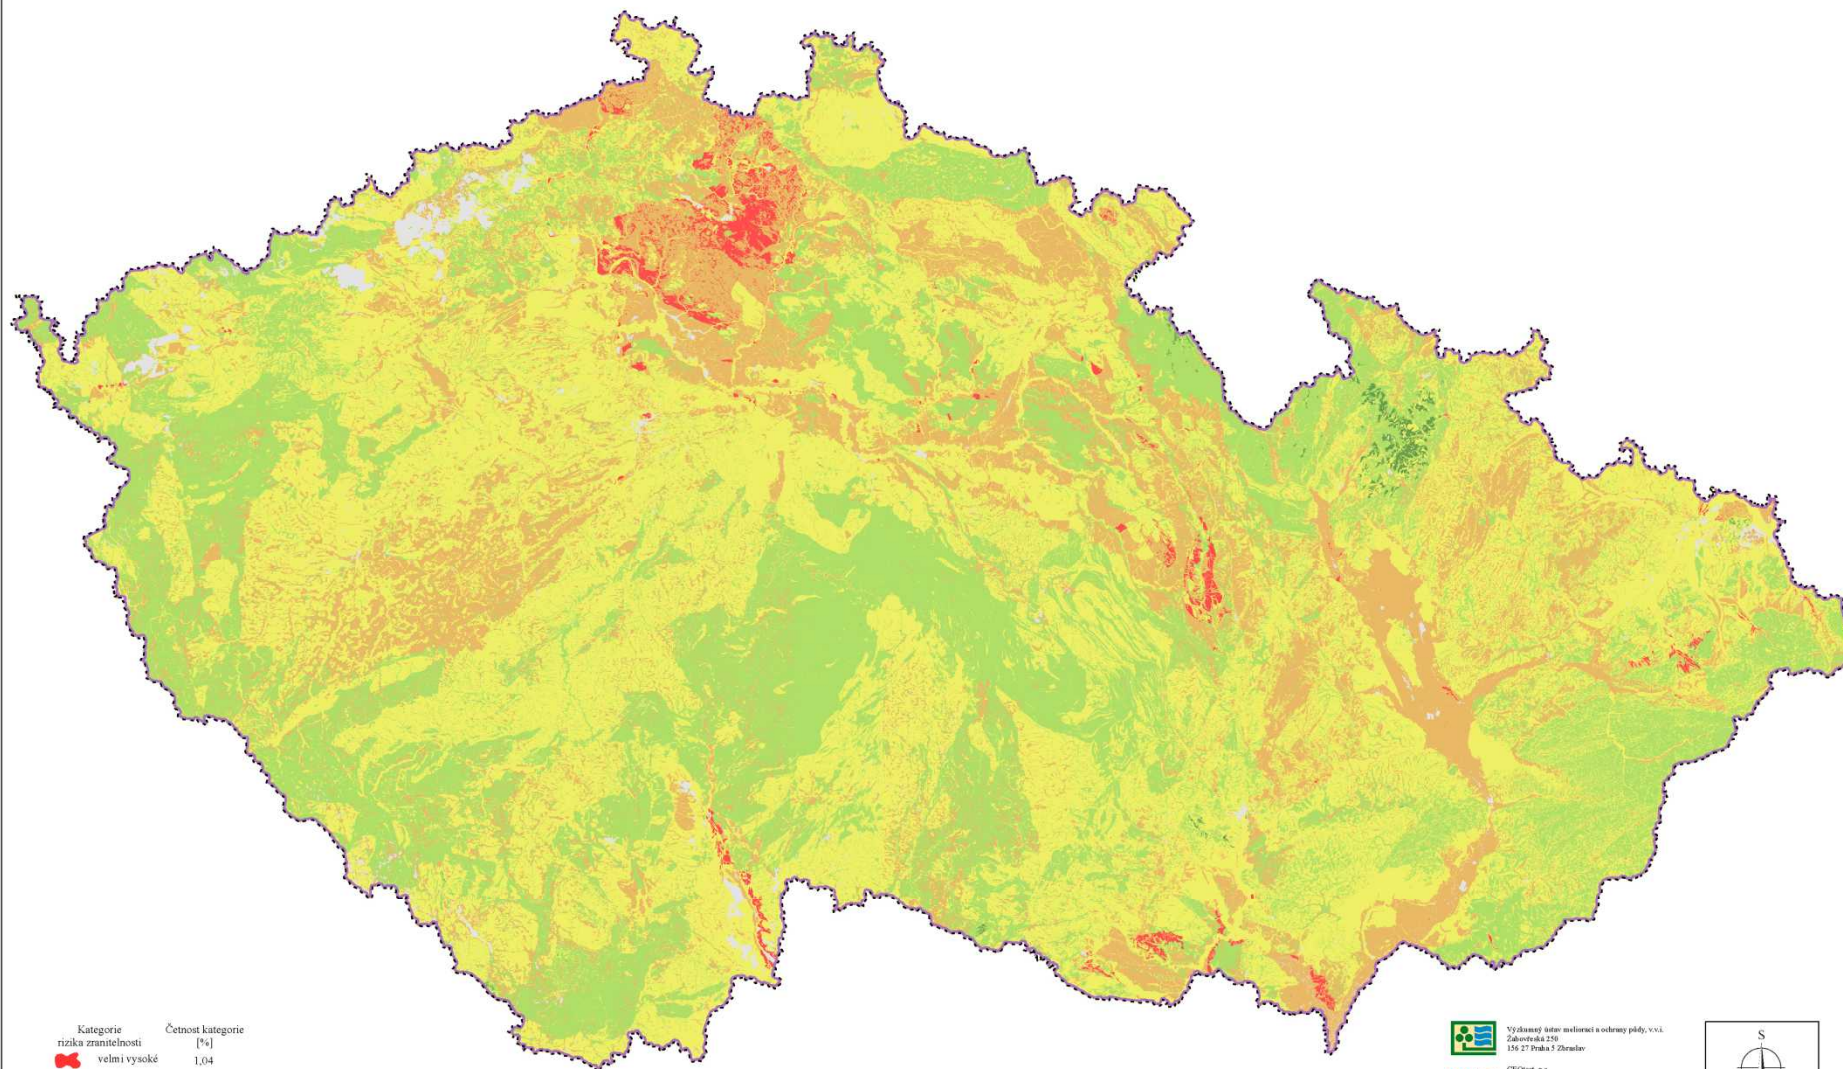 Kategorie
rizika zranitelnosti
Četnost kategorie
[%]
velmi vysoké 1,04
Výzkumný ústav meliorací a ochrany půdy, v.v.i.
Žabovřeská 250
156 27 Praha 5 Zbraslav
S